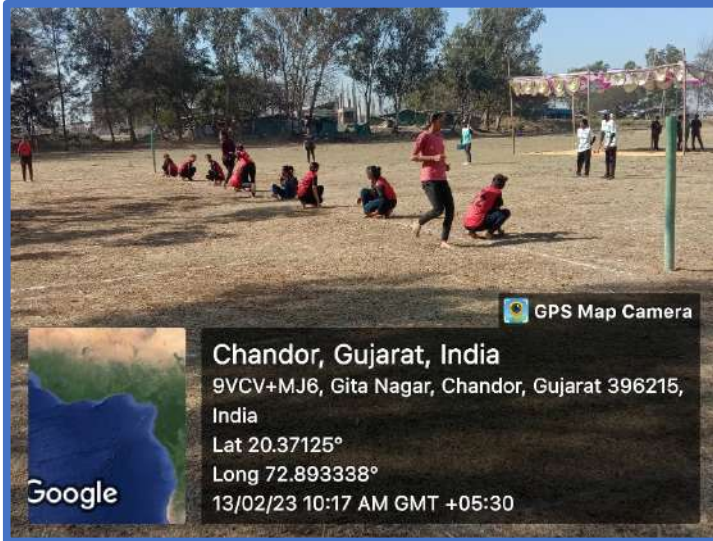 GPS Map Camera
Chandor, Gujarat, India
9VCV+MJ6, Gita Nagar, Chandor, Gujarat 396215,
India
Lat 20.37125°
Long 72.893338°
13/02/23 10:17 AM GMT +05:30
Google